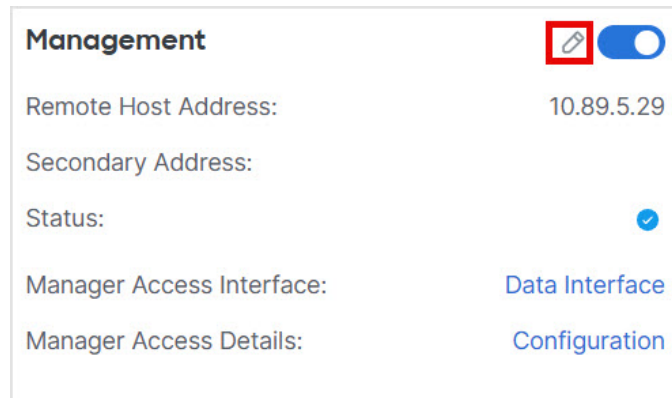 Management
Remote Host Address: 10.89.5.29
Secondary Address:
Status:
Manager Access Interface: Data Interface
Manager Access Details: Configuration